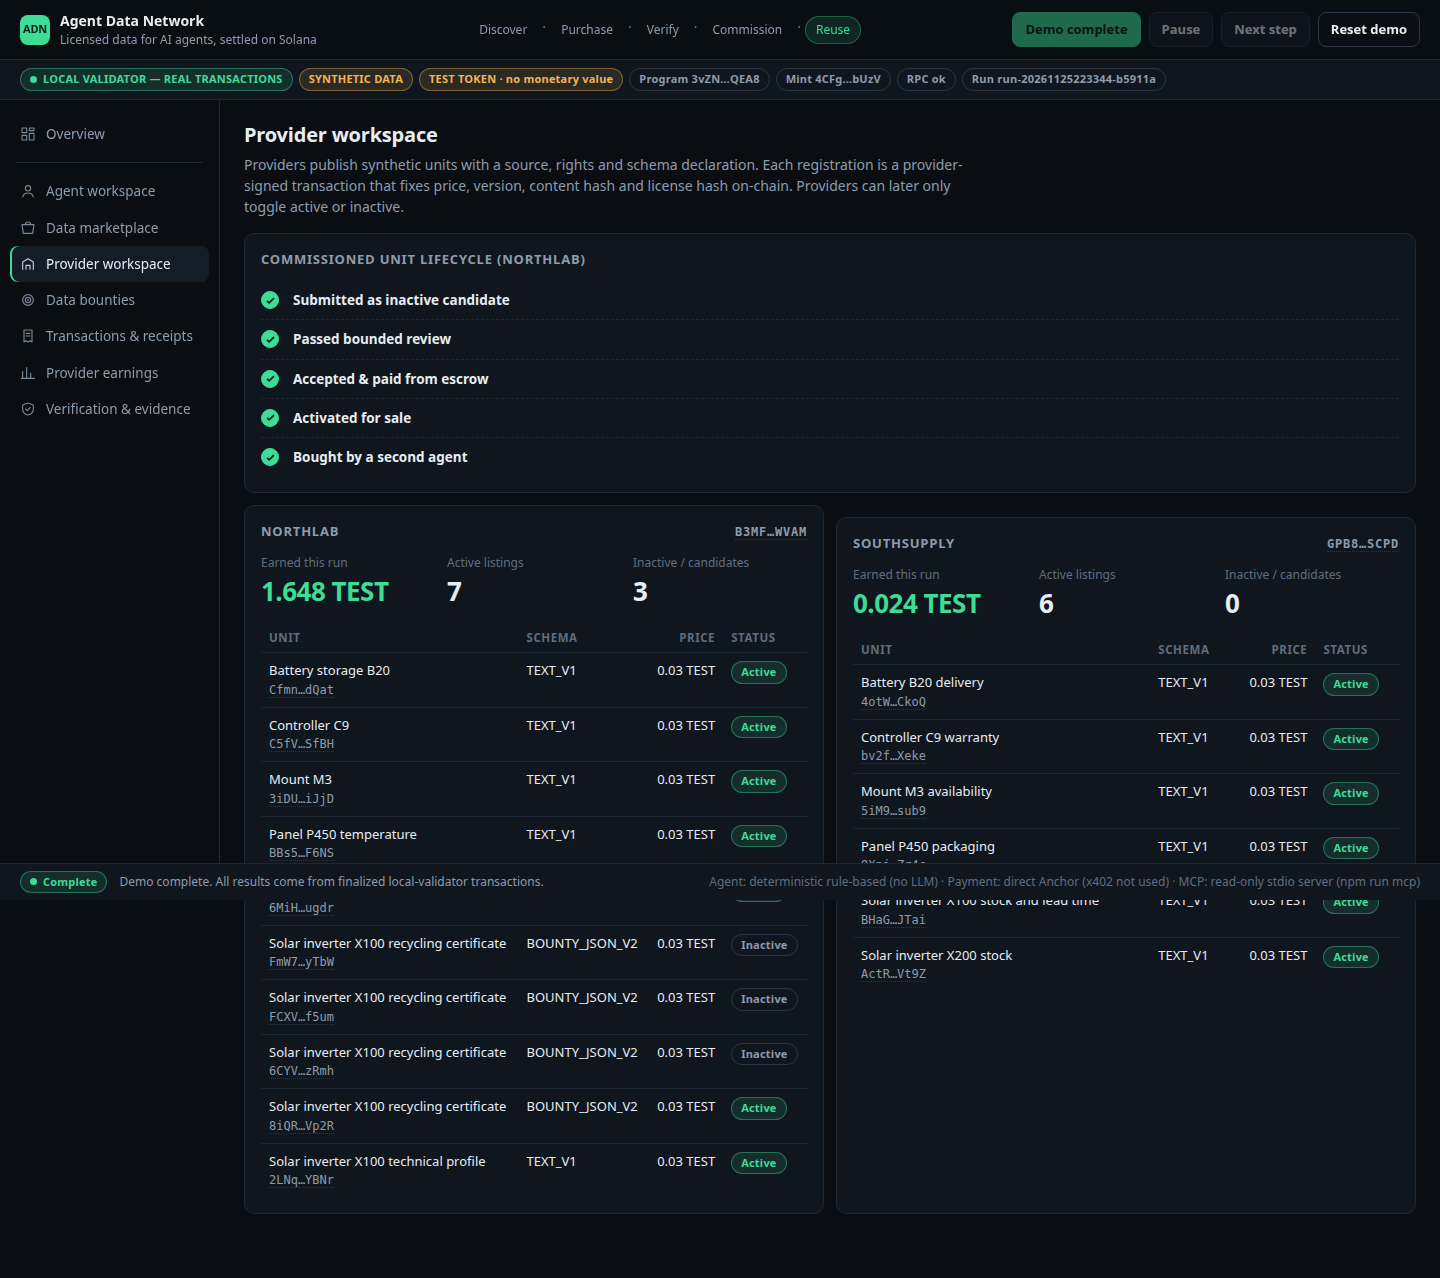 ADN
Agent Data Network
Licensed data for AI agents, settled on Solana
Discover · Purchase · Verify · Commission · Reuse
Demo complete
Pause
Next step
Reset demo
LOCAL VALIDATOR — REAL TRANSACTIONS
SYNTHETIC DATA
TEST TOKEN · no monetary value
Program 3vZN…QEA8
Mint 4CFg…bUzV
RPC ok
Run run-20261125223344-b5911a
Overview
Agent workspace
Data marketplace
Provider workspace
Data bounties
Transactions & receipts
Provider earnings
Verification & evidence
Provider workspace
Providers publish synthetic units with a source, rights and schema declaration. Each registration is a provider-
signed transaction that fixes price, version, content hash and license hash on-chain. Providers can later only
toggle active or inactive.
COMMISSIONED UNIT LIFECYCLE (NORTHLAB)
Submitted as inactive candidate
Passed bounded review
Accepted & paid from escrow
Activated for sale
Bought by a second agent
NORTHLAB B3MF…WVAM
Earned this run Active listings Inactive / candidates
1.648 TEST 7 3
UNIT SCHEMA PRICE STATUS
Battery storage B20 TEXT_V1 0.03 TEST Active
Cfmn…dQat
Controller C9 TEXT_V1 0.03 TEST Active
C5fV…SfBH
Mount M3 TEXT_V1 0.03 TEST Active
3iDU…iJjD
Panel P450 temperature TEXT_V1 0.03 TEST Active
BBs5…F6NS
6MiH…ugdr
Solar inverter X100 recycling certificate BOUNTY_JSON_V2 0.03 TEST Inactive
FmW7…yTbW
Solar inverter X100 recycling certificate BOUNTY_JSON_V2 0.03 TEST Inactive
FCXV…f5um
Solar inverter X100 recycling certificate BOUNTY_JSON_V2 0.03 TEST Inactive
6CYV…zRmh
Solar inverter X100 recycling certificate BOUNTY_JSON_V2 0.03 TEST Active
8iQR…Vp2R
Solar inverter X100 technical profile TEXT_V1 0.03 TEST Active
2LNq…YBNr
SOUTHSUPPLY GPB8…SCPD
Earned this run Active listings Inactive / candidates
0.024 TEST 6 0
UNIT SCHEMA PRICE STATUS
Battery B20 delivery TEXT_V1 0.03 TEST Active
4otW…CkoQ
Controller C9 warranty TEXT_V1 0.03 TEST Active
bv2f…Xeke
Mount M3 availability TEXT_V1 0.03 TEST Active
5iM9…sub9
Panel P450 packaging TEXT_V1 0.03 TEST Active
Solar inverter X100 stock and lead time TEXT_V1 0.03 TEST Active
BHaG…JTai
Solar inverter X200 stock TEXT_V1 0.03 TEST Active
ActR…Vt9Z
Complete
Demo complete. All results come from finalized local-validator transactions.
Agent: deterministic rule-based (no LLM) · Payment: direct Anchor (x402 not used) · MCP: read-only stdio server (npm run mcp)